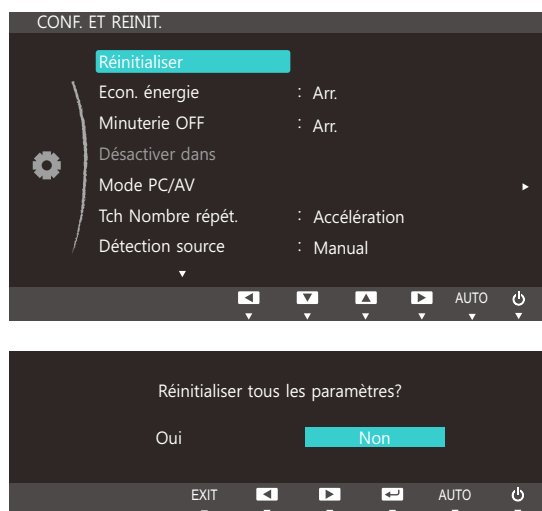 CONF. ET REINIT.
Réinitialiser
Econ. énergie : Arr.
Minuterie OFF : Arr.
Désactiver dans
Mode PC/AV
Tch Nombre répét. : Accélération
Détection source : Manual
AUTO
Réinitialiser tous les paramètres?
Oui Non
EXIT AUTO